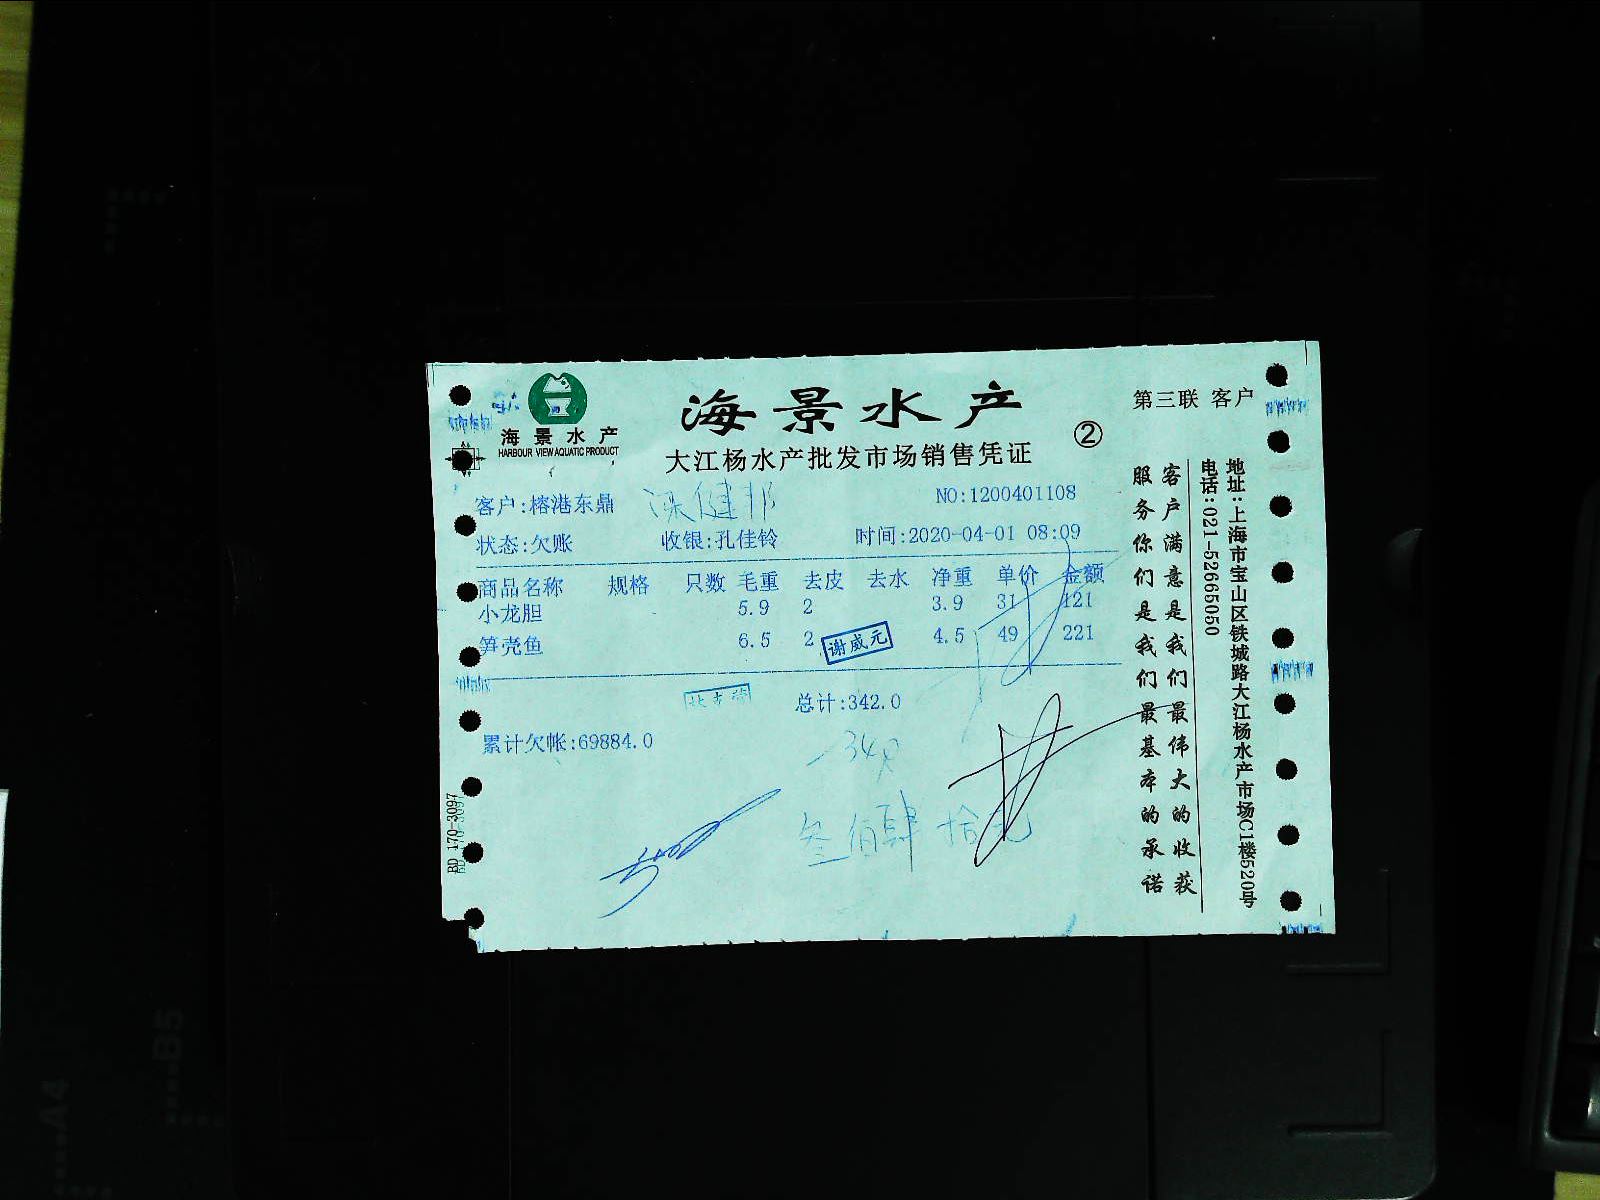 海景水产
HARBOUR VIEW AQUATIC PRODUCT
海景水产
大江杨水产批发市场销售凭证
②
第三联 客户
客户:榕港东鼎
NO:1200401108
状态:欠账 收银:孔佳铃 时间:2020-04-01 08:09
商品名称 规格 只数 毛重 去皮 去水 净重 单价 金额
小龙胆 5.9 2 3.9 31 121
笋壳鱼 6.5 2 4.5 49 221
谢威元
总计:342.0
累计欠帐:69884.0
叁佰肆拾元
客户满意是我们最伟大的收获
服务你们是我们最基本的承诺
地址:上海市宝山区铁城路大江杨水产市场C1楼520号
电话:021-52665050
BD 170-3097